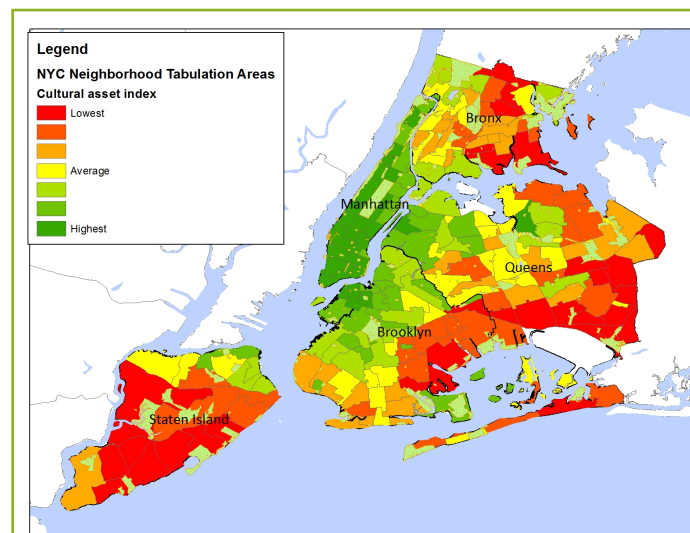 Legend
NYC Neighborhood Tabulation Areas
Cultural asset index
Lowest
Average
Highest
Bronx
Manhattan
Queens
Brooklyn
Staten Island